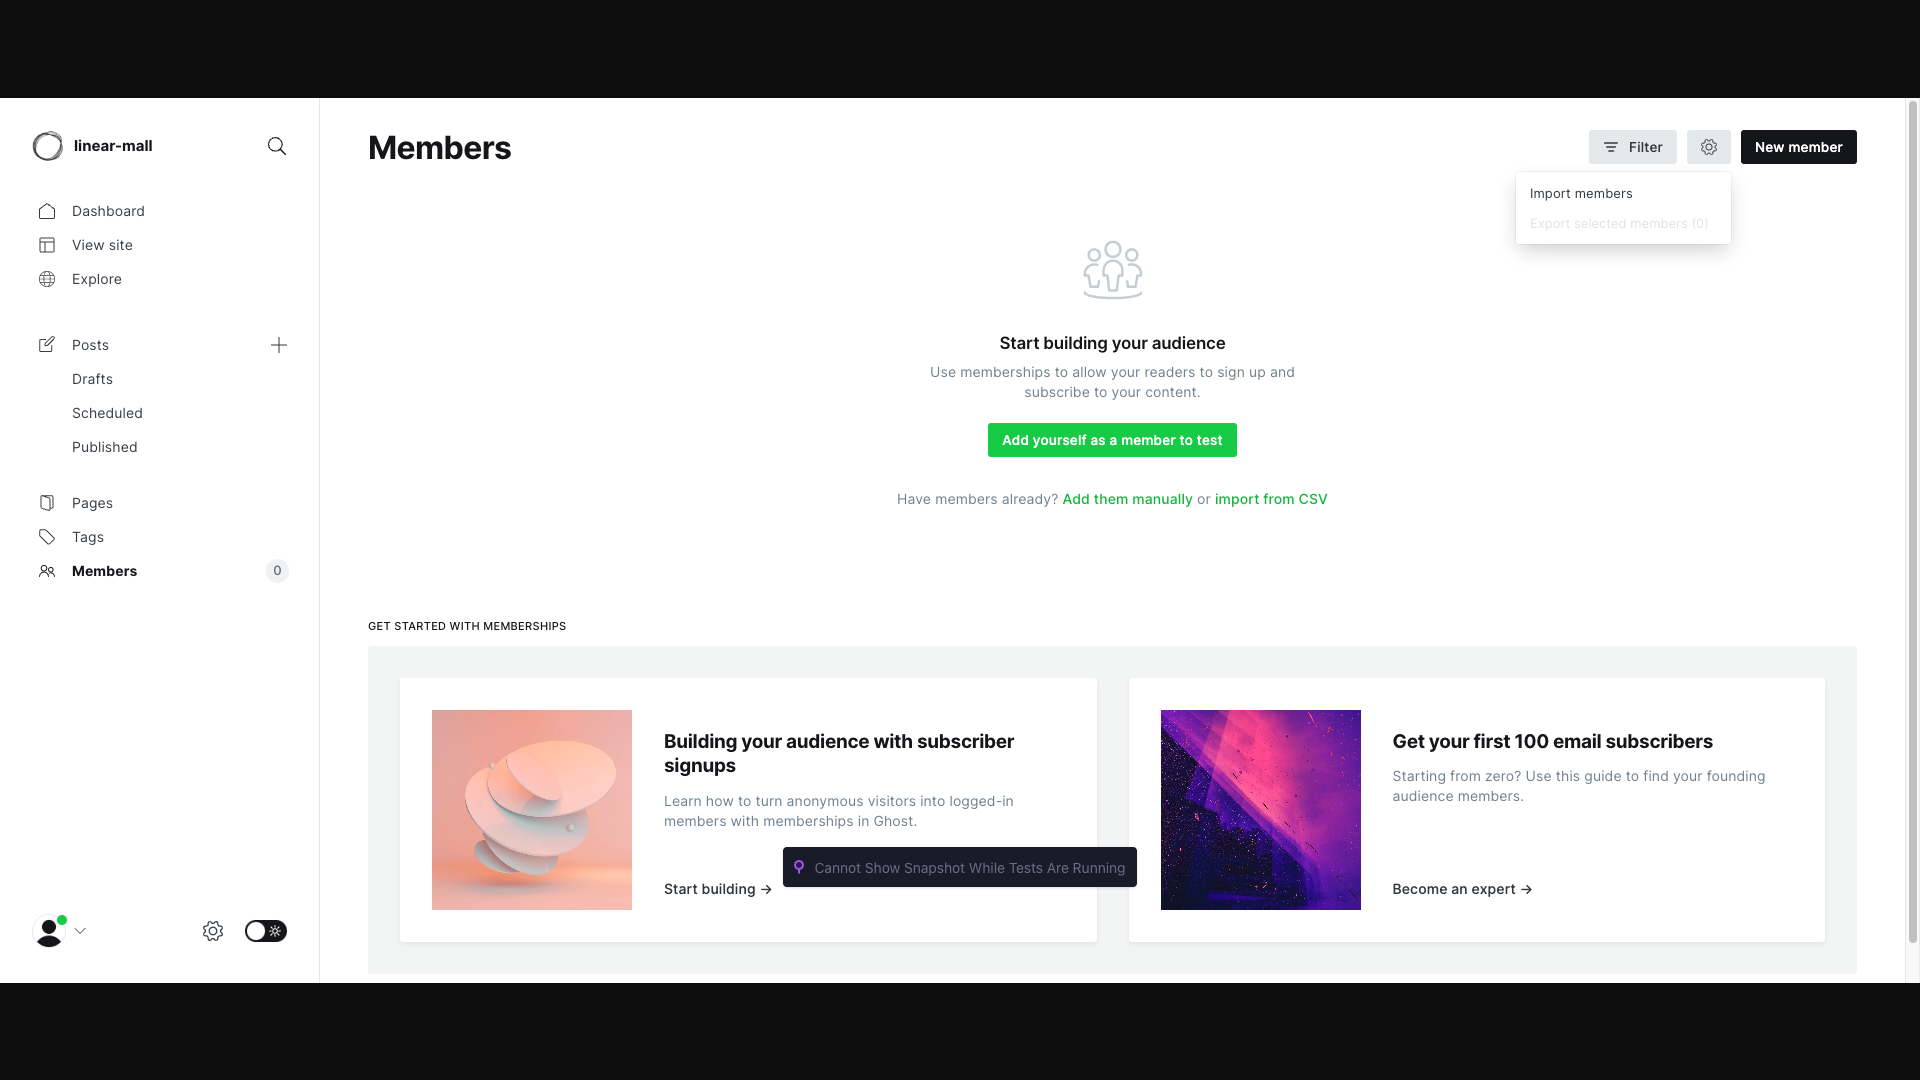 linear-mall
Dashboard
View site
Explore
Posts
Drafts
Scheduled
Published
Pages
Tags
Members
0
Members
Filter
New member
Import members
Export selected members (0)
Start building your audience
Use memberships to allow your readers to sign up and
subscribe to your content.
Add yourself as a member to test
Have members already? Add them manually or import from CSV
GET STARTED WITH MEMBERSHIPS
Building your audience with subscriber
signups
Learn how to turn anonymous visitors into logged-in
members with memberships in Ghost.
Start building →
Get your first 100 email subscribers
Starting from zero? Use this guide to find your founding
audience members.
Become an expert →
Cannot Show Snapshot While Tests Are Running